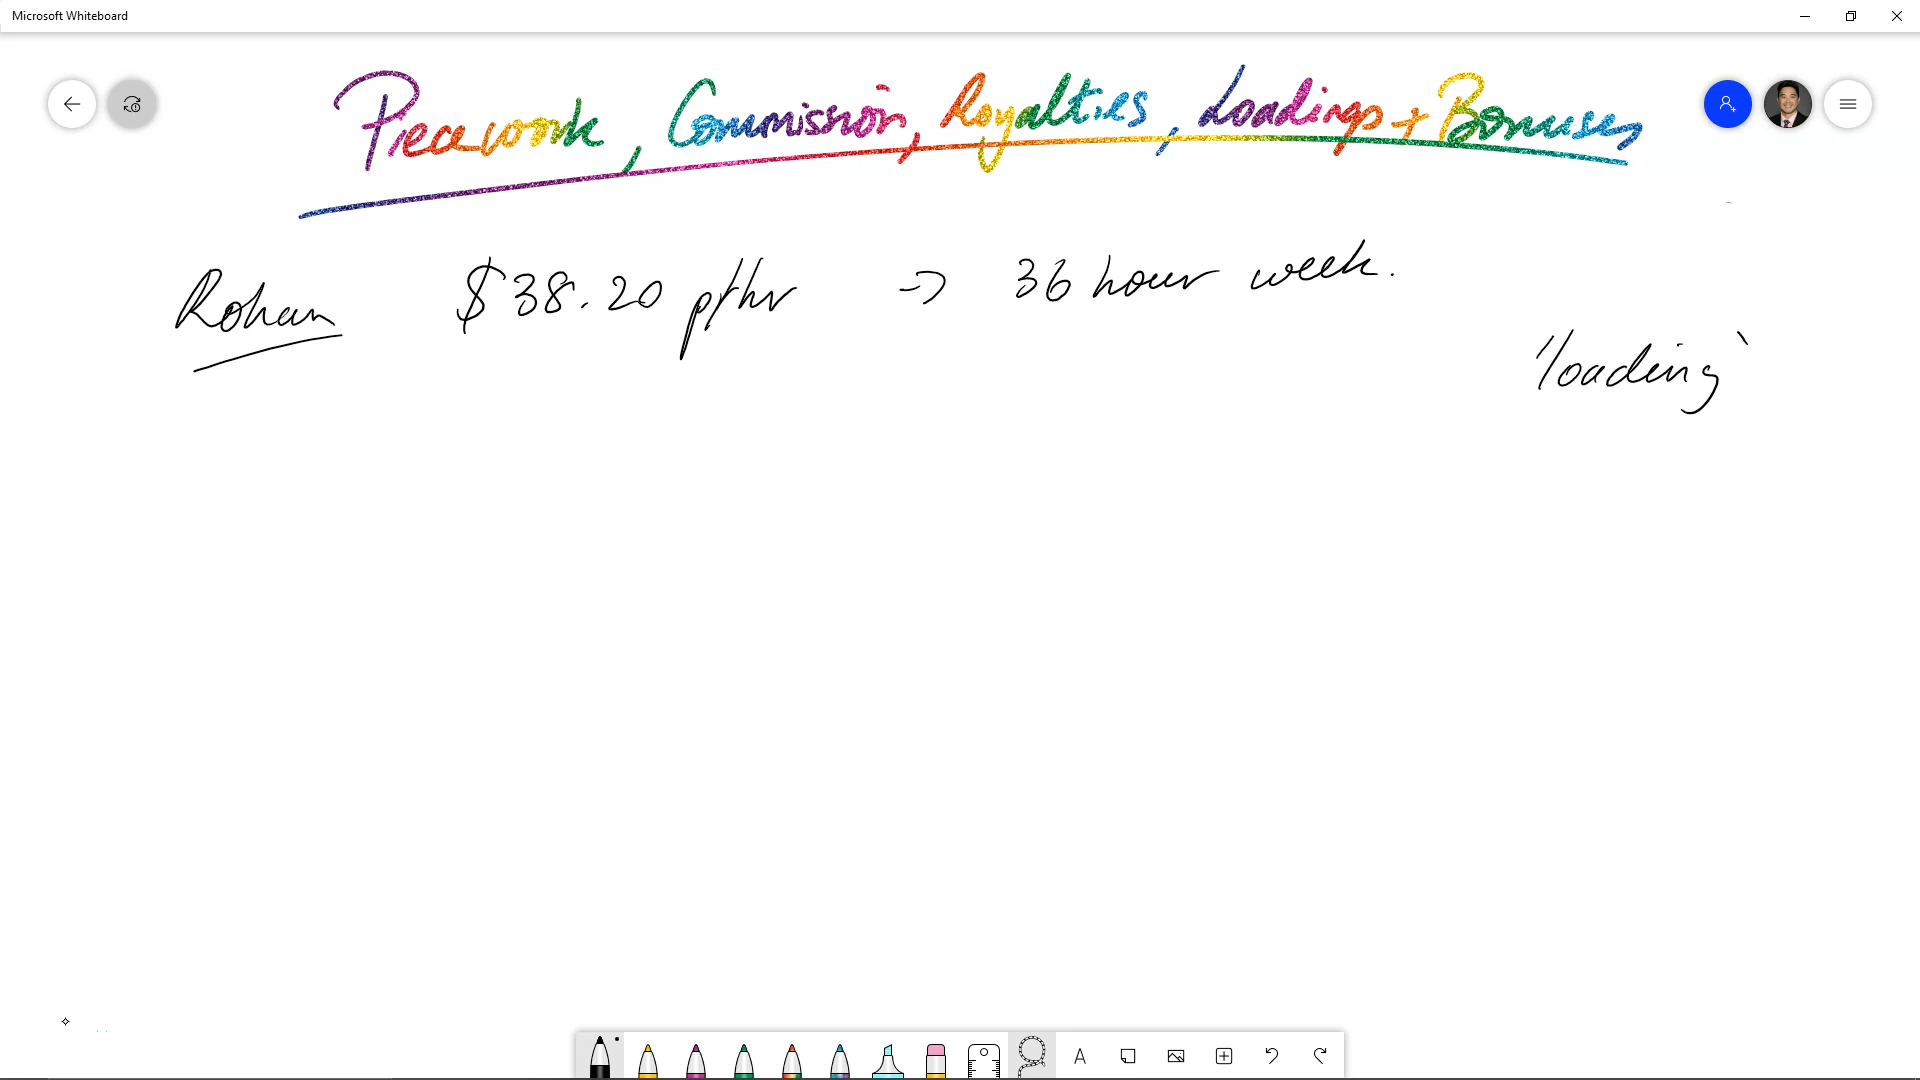 Microsoft Whiteboard
Piecework, Commission, Royalties, Loadings + Bonuses
Rohan $38.20 p/hr → 36 hour week.
"loading"
A